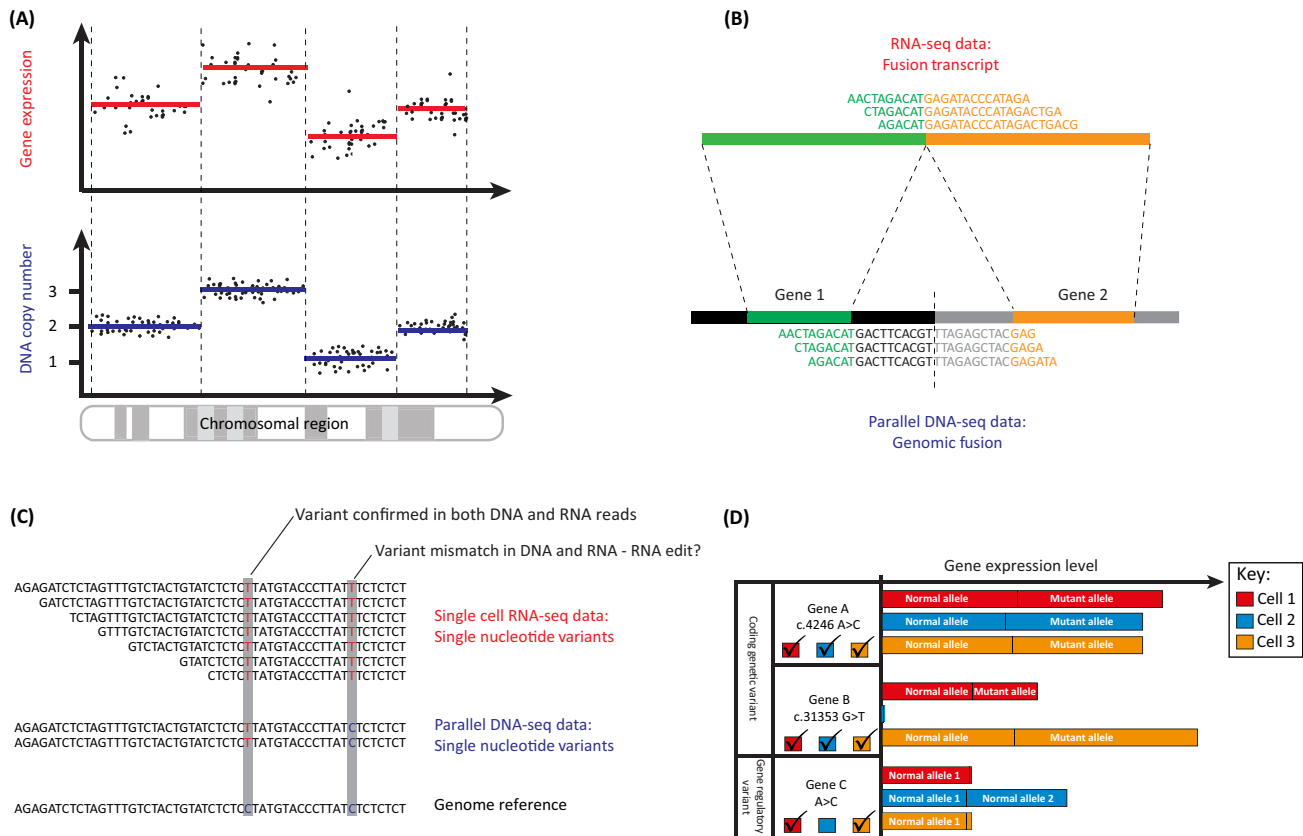 (A)
Gene expression
DNA copy number
3
2
1
Chromosomal region
(B)
RNA-seq data:
Fusion transcript
AACTAGACATGAGATACCCATAGA
CTAGACATGAGATACCCATAGACTGA
AGACATGAGATACCCATAGACTGACG
Gene 1
Gene 2
AACTAGACATGACTTCACGTTTAGAGCTACGAG
CTAGACATGACTTCACGTTTAGAGCTACGAGA
AGACATGACTTCACGTTTAGAGCTACGAGATA
Parallel DNA-seq data:
Genomic fusion
(C)
Variant confirmed in both DNA and RNA reads
Variant mismatch in DNA and RNA - RNA edit?
AGAGATCTCTAGTTTGTCTACTGTATCTCTCTTATGTACCCTTATTTCTCTCT
GATCTCTAGTTTGTCTACTGTATCTCTCTTATGTACCCTTATTTCTCTCT
TCTAGTTTGTCTACTGTATCTCTCTTATGTACCCTTATTTCTCTCT
GTTTGTCTACTGTATCTCTCTTATGTACCCTTATTTCTCTCT
GTCTACTGTATCTCTCTTATGTACCCTTATTTCTCTCT
GTATCTCTCTTATGTACCCTTATTTCTCTCT
CTCTCTTATGTACCCTTATTTCTCTCT
Single cell RNA-seq data:
Single nucleotide variants
AGAGATCTCTAGTTTGTCTACTGTATCTCTCTTATGTACCCTTATCTCTCTCT
AGAGATCTCTAGTTTGTCTACTGTATCTCTCTTATGTACCCTTATCTCTCTCT
Parallel DNA-seq data:
Single nucleotide variants
AGAGATCTCTAGTTTGTCTACTGTATCTCTCCTATGTACCCTTATCTCTCTCT
Genome reference
(D)
Gene expression level
Key:
Cell 1
Cell 2
Cell 3
Coding genetic variant
Gene A
c.4246 A>C
Normal allele Mutant allele
Normal allele Mutant allele
Normal allele Mutant allele
Gene B
c.31353 G>T
Normal allele Mutant allele
Normal allele Mutant allele
Gene regulatory
variant
Gene C
A>C
Normal allele 1
Normal allele 1 Normal allele 2
Normal allele 1